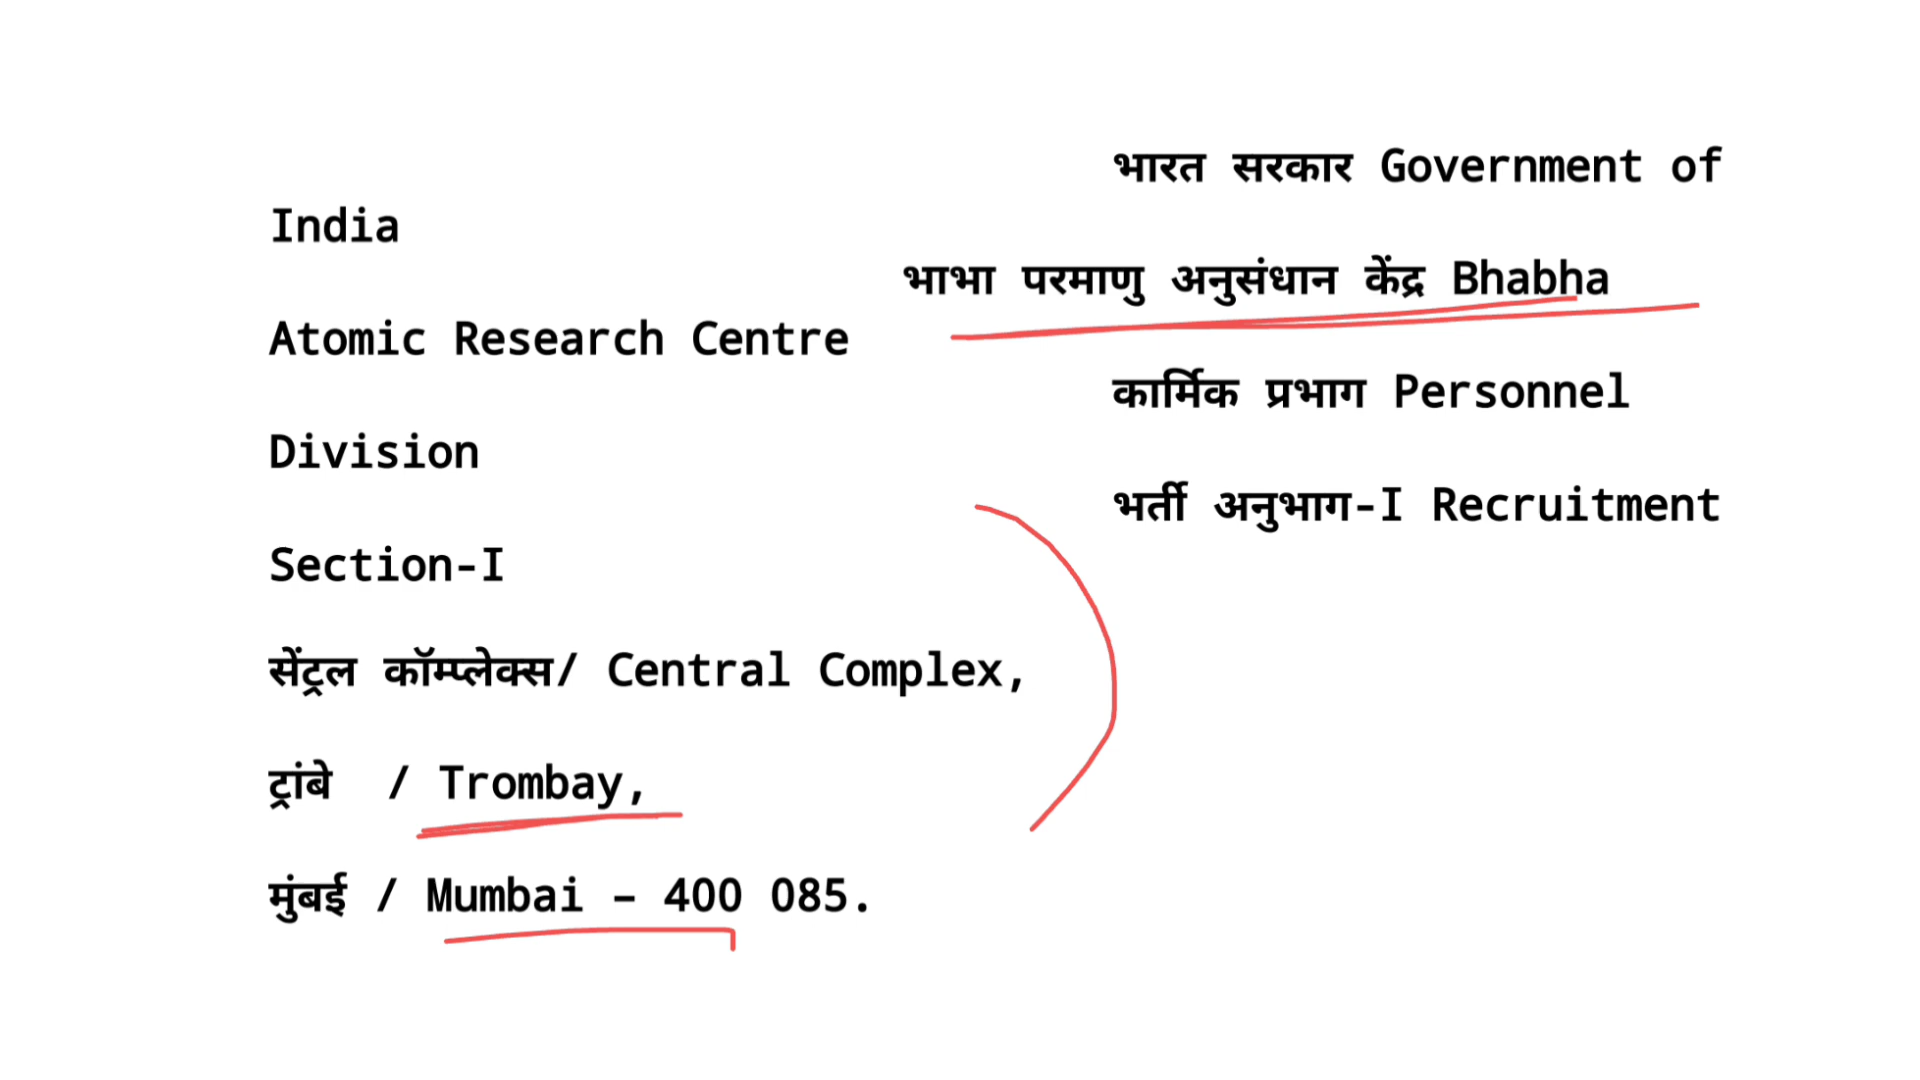 भारत सरकार Government of
India
भाभा परमाणु अनुसंधान केंद्र Bhabha
Atomic Research Centre
कार्मिक प्रभाग Personnel
Division
भर्ती अनुभाग-I Recruitment
Section-I
सेंट्रल कॉम्प्लेक्स/ Central Complex,
ट्रांबे / Trombay,
मुंबई / Mumbai – 400 085.